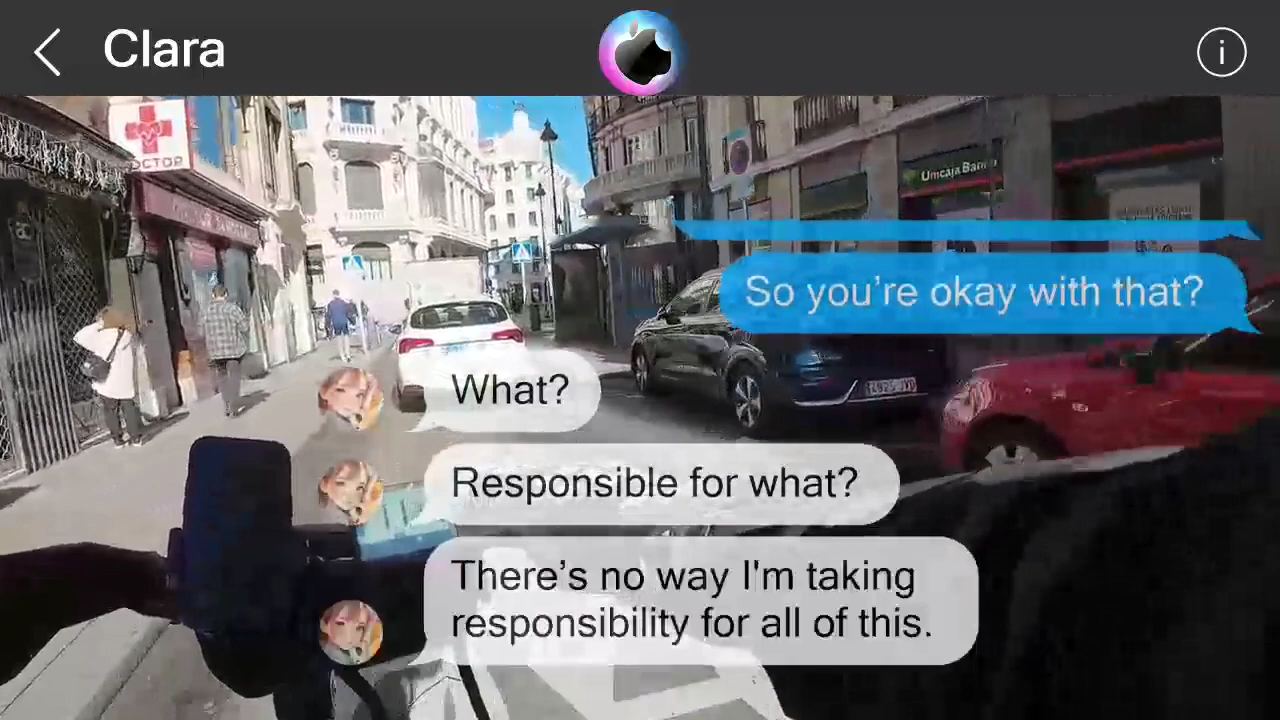 Clara
i
DOCTOR
Unicaja Banco
So you’re okay with that?
What?
Responsible for what?
There’s no way I'm taking
responsibility for all of this.